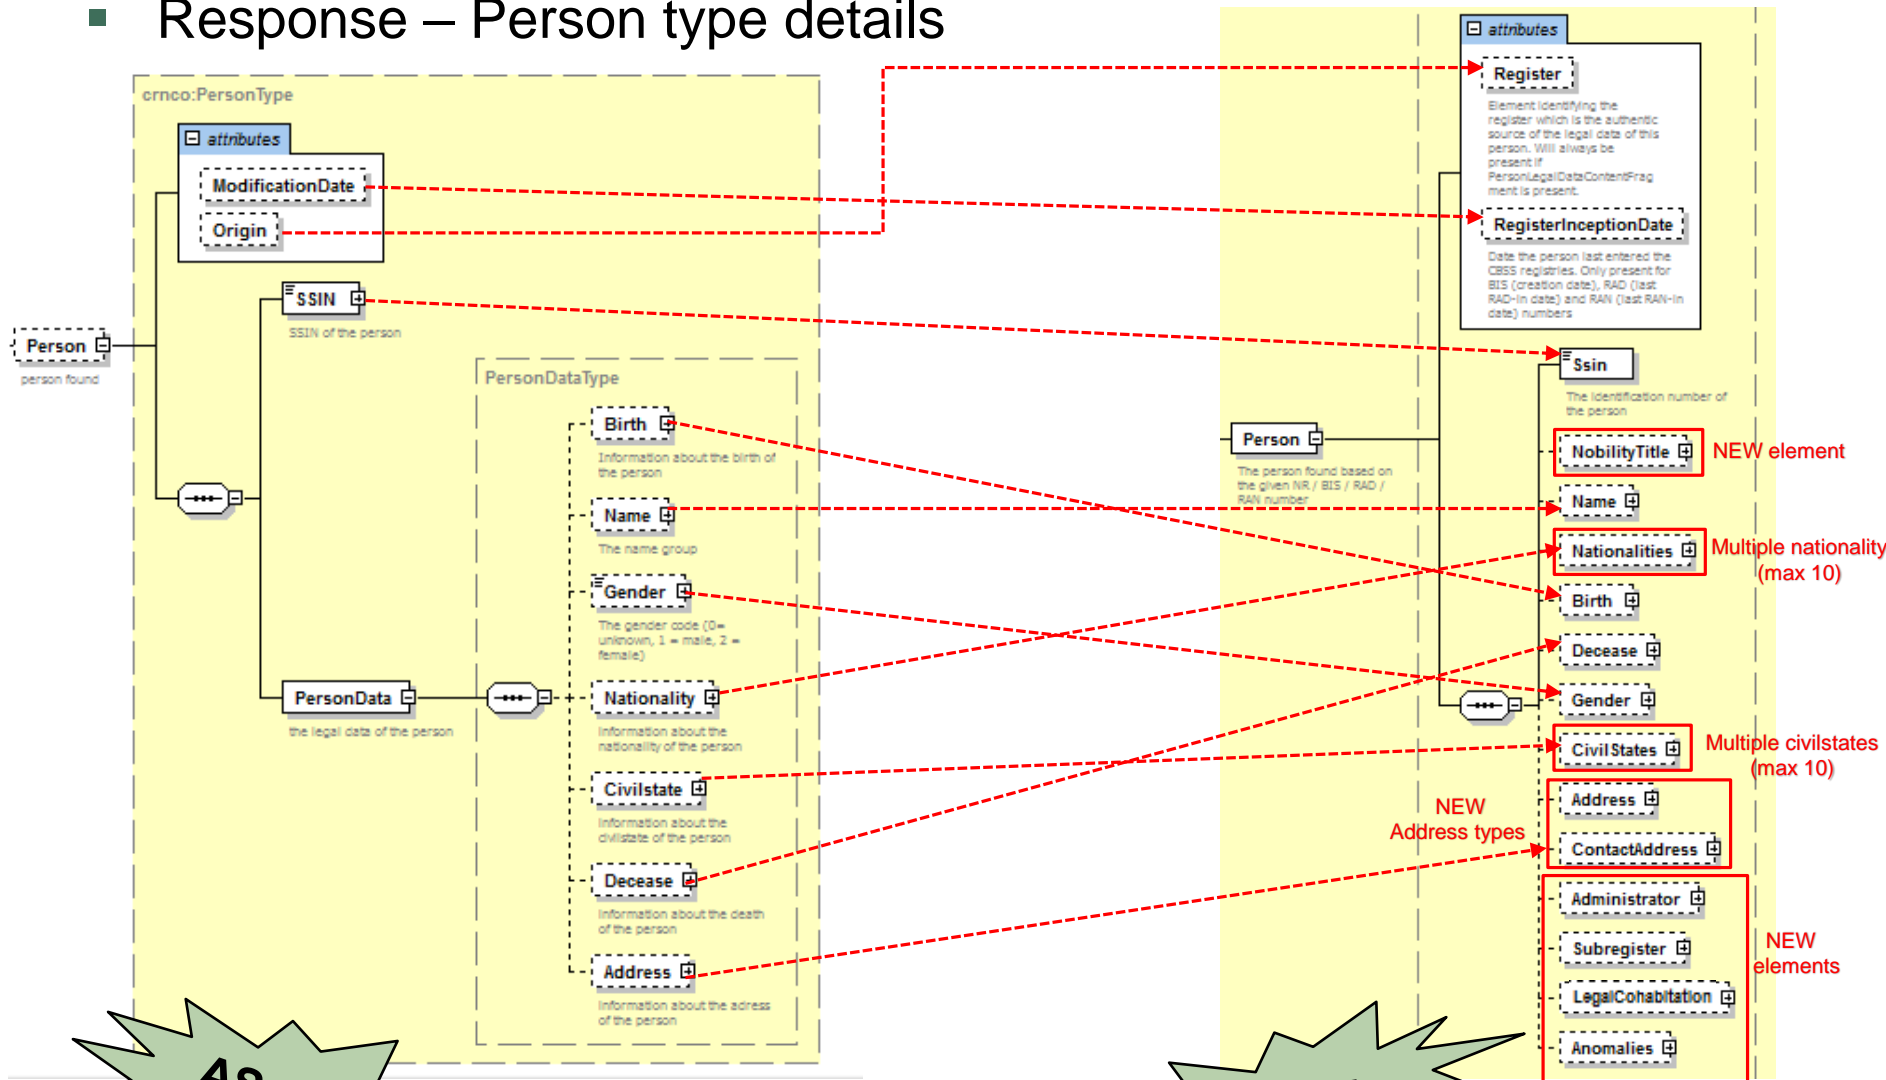 Response – Person type details
crnco:PersonType
attributes
ModificationDate
Origin
SSIN
SSIN of the person
Person
person found
PersonDataType
Birth
Information about the birth of
the person
Name
The name group
Gender
The gender code (0=
unknown, 1 = male, 2 =
female)
PersonData
the legal data of the person
Nationality
Information about the
nationality of the person
Civilstate
Information about the
civilstate of the person
Decease
Information about the death
of the person
Address
Information about the adress
of the person
As
attributes
Register
Element identifying the
register which is the authentic
source of the legal data of this
person. Will always be
present if
PersonLegalDataContentFrag
ment is present.
RegisterInceptionDate
Date the person last entered the
CBSS registries. Only present for
BIS (creation date), RAD (last
RAD-in date) and RAN (last RAN-in
date) numbers
Ssin
The identification number of
the person
Person
The person found based on
the given NR / BIS / RAD /
RAN number
NobilityTitle
NEW element
Name
Nationalities
Multiple nationality
(max 10)
Birth
Decease
Gender
CivilStates
Multiple civilstates
(max 10)
NEW
Address types
Address
ContactAddress
Administrator
Subregister
NEW
elements
LegalCohabitation
Anomalies